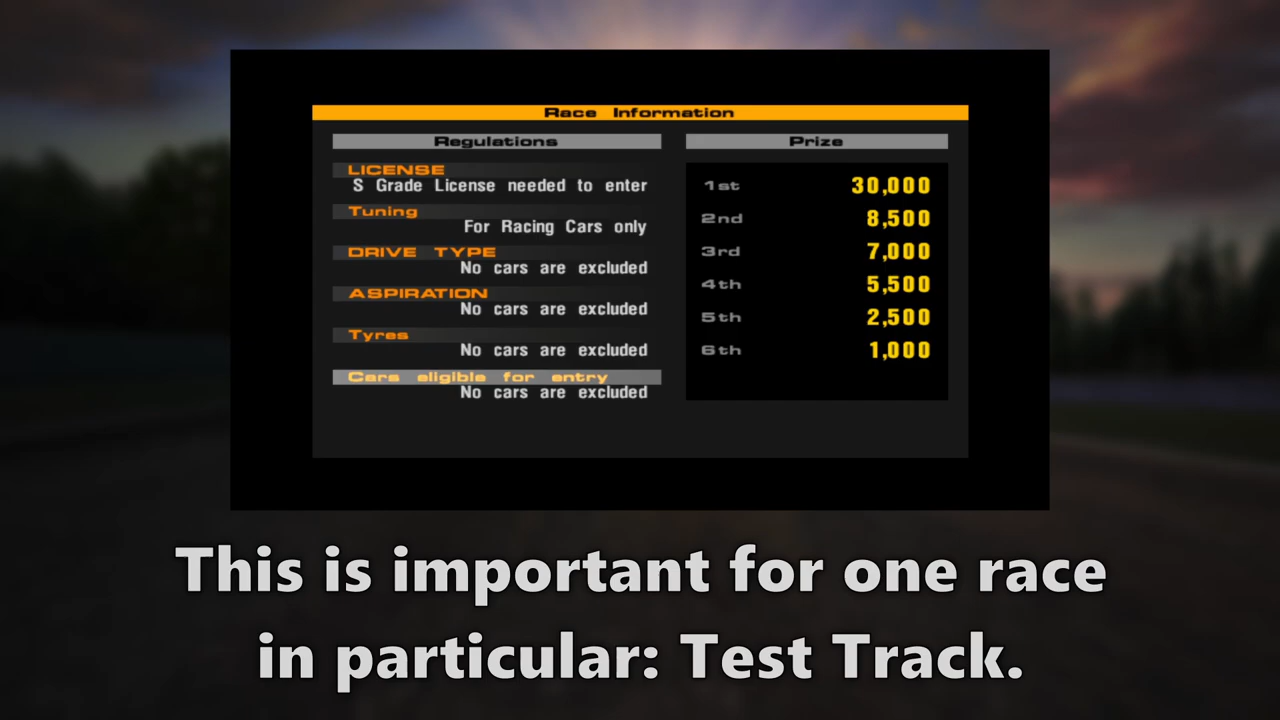 Race Information
Regulations
Prize
LICENSE
S Grade License needed to enter
Tuning
For Racing Cars only
DRIVE TYPE
No cars are excluded
ASPIRATION
No cars are excluded
Tyres
No cars are excluded
Cars eligible for entry
No cars are excluded
1st 30,000
2nd 8,500
3rd 7,000
4th 5,500
5th 2,500
6th 1,000
This is important for one race
in particular: Test Track.